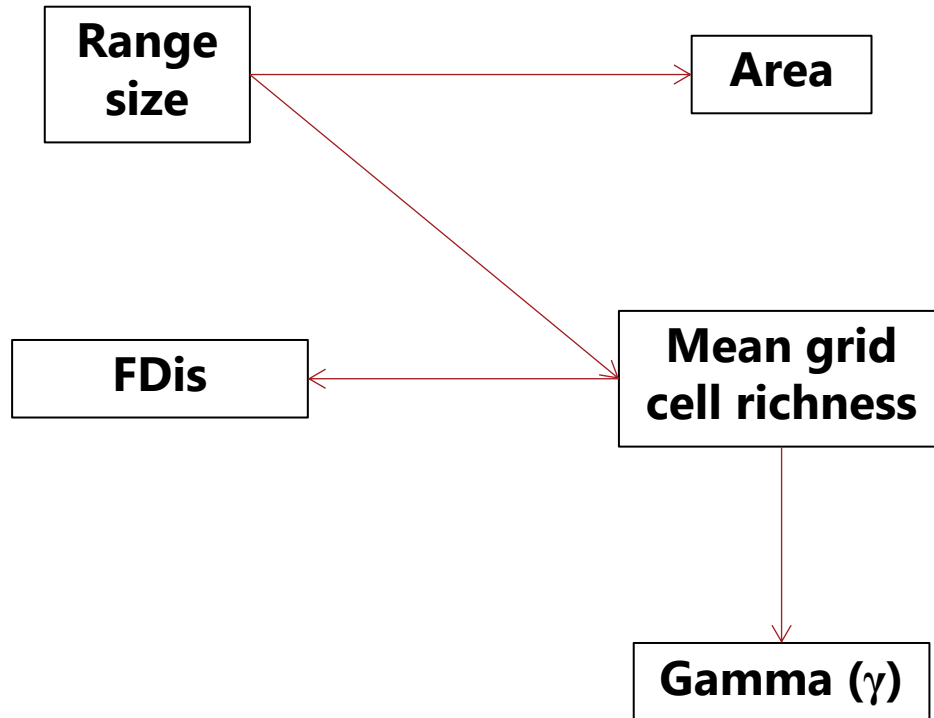 Range
size
Area
FDis
Mean grid
cell richness
Gamma (γ)